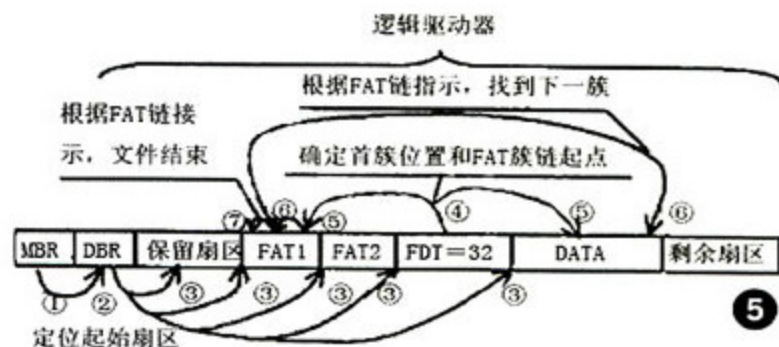 逻辑驱动器
根据FAT链指示，找到下一簇
根据FAT链接
示，文件结束
确定首簇位置和FAT簇链起点
⑦ ⑥ ⑤ ④ ⑤ ⑥
MBR DBR 保留扇区 FAT1 FAT2 FDT=32 DATA 剩余扇区
① ② ③ ③ ③ ③ ③
定位起始扇区
5